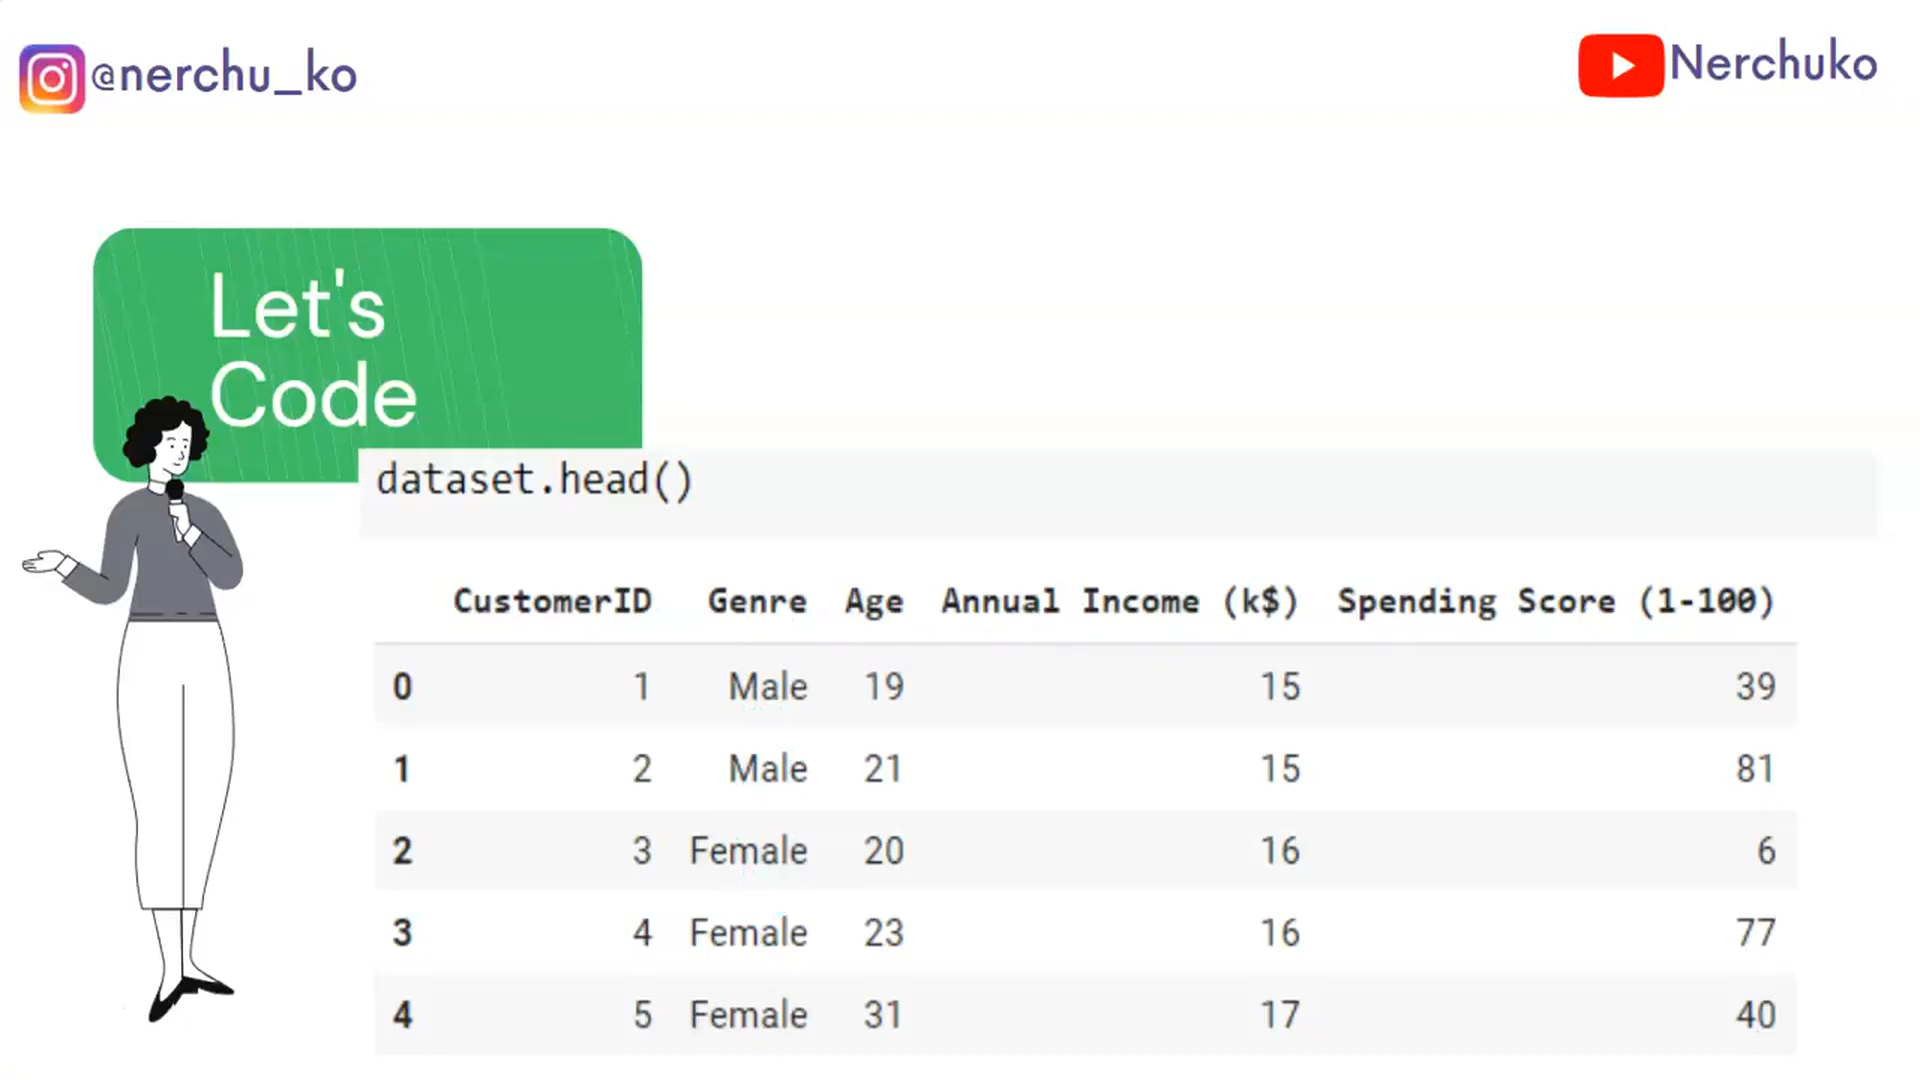 @nerchu_ko
Nerchuko
Let's
Code
dataset.head()
CustomerID Genre Age Annual Income (k$) Spending Score (1-100)
0 1 Male 19 15 39
1 2 Male 21 15 81
2 3 Female 20 16 6
3 4 Female 23 16 77
4 5 Female 31 17 40